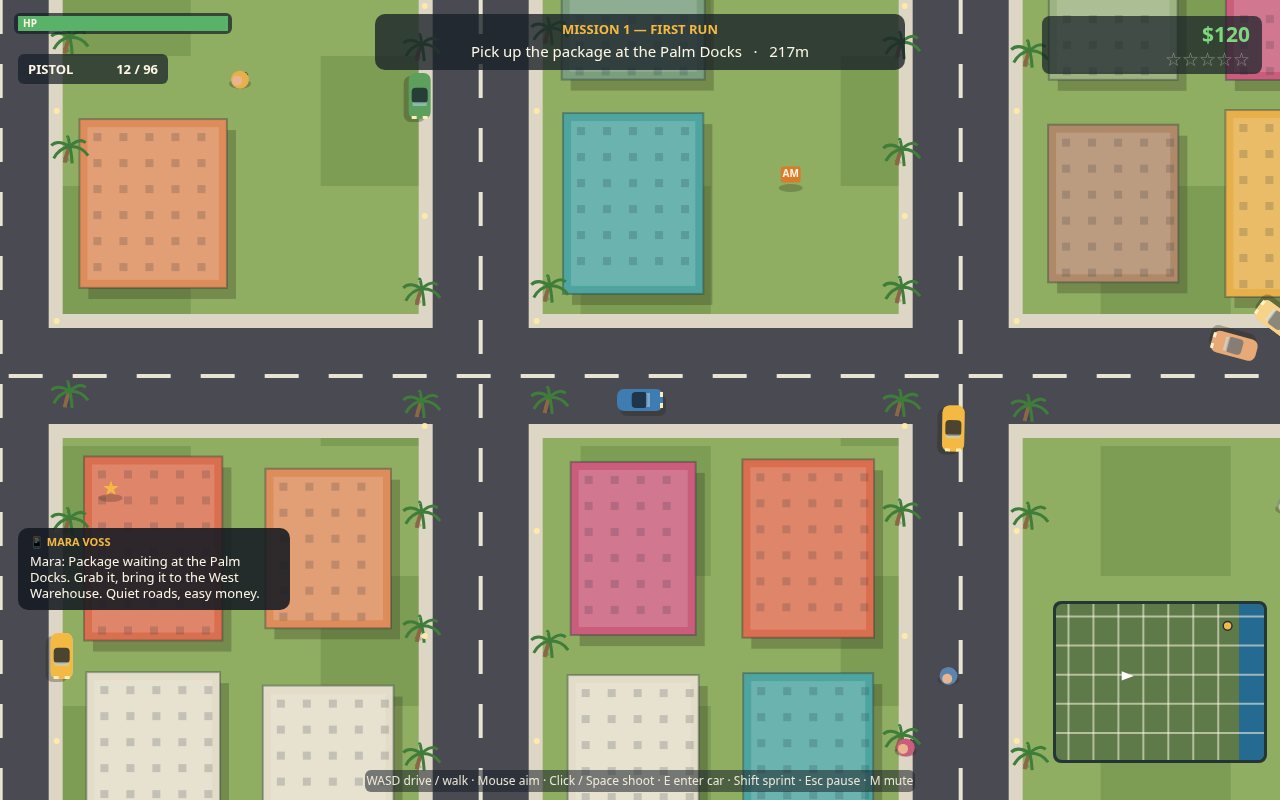 HP
MISSION 1 — FIRST RUN
Pick up the package at the Palm Docks · 217m
$120
☆☆☆☆☆
PISTOL 12 / 96
AM
MARA VOSS
Mara: Package waiting at the Palm
Docks. Grab it, bring it to the West
Warehouse. Quiet roads, easy money.
WASD drive / walk · Mouse aim · Click / Space shoot · E enter car · Shift sprint · Esc pause · M mute